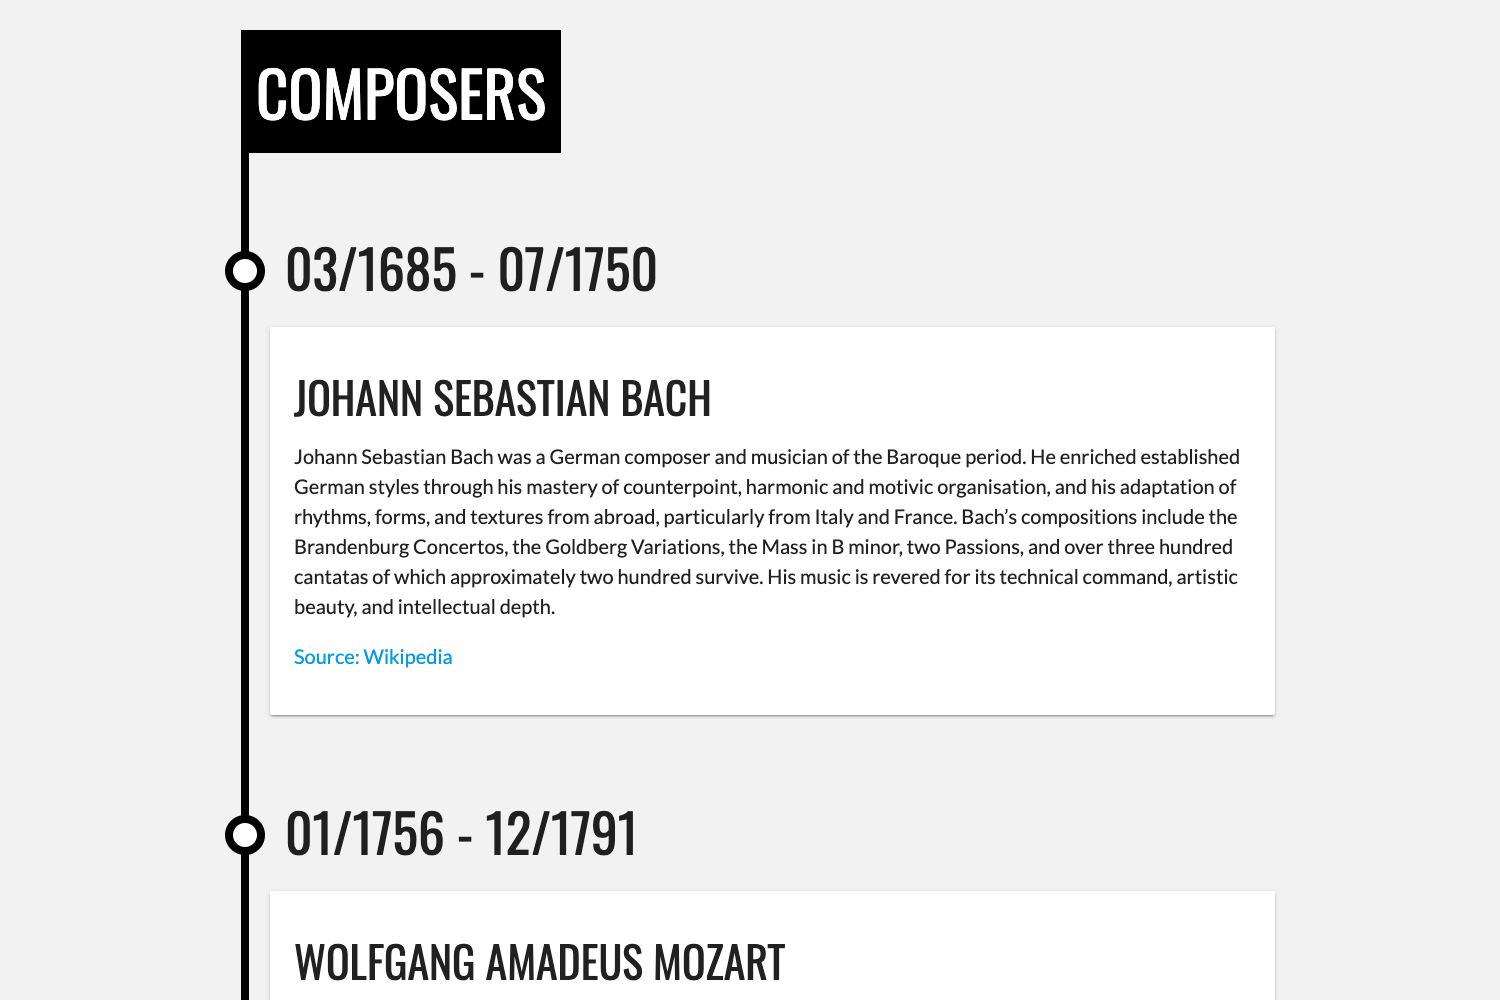 COMPOSERS
03/1685 - 07/1750
JOHANN SEBASTIAN BACH
Johann Sebastian Bach was a German composer and musician of the Baroque period. He enriched established
German styles through his mastery of counterpoint, harmonic and motivic organisation, and his adaptation of
rhythms, forms, and textures from abroad, particularly from Italy and France. Bach’s compositions include the
Brandenburg Concertos, the Goldberg Variations, the Mass in B minor, two Passions, and over three hundred
cantatas of which approximately two hundred survive. His music is revered for its technical command, artistic
beauty, and intellectual depth.
Source: Wikipedia
01/1756 - 12/1791
WOLFGANG AMADEUS MOZART